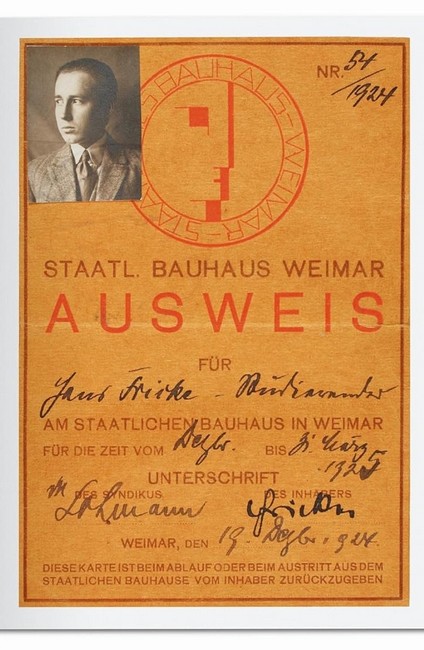 STAATL. BAUHAUS-WEIMAR
NR. 54/1924
STAATL. BAUHAUS WEIMAR
AUSWEIS
FÜR
Hans Fricke - Studierender
AM STAATLICHEN BAUHAUS IN WEIMAR
FÜR DIE ZEIT VOM Dezbr. BIS 31. März 1925
UNTERSCHRIFT
DES SYNDIKUS DES INHABERS
Lohmann Fricke
WEIMAR, DEN 19. Dezbr. 1924.
DIESE KARTE IST BEIM ABLAUF ODER BEIM AUSTRITT AUS DEM
STAATLICHEN BAUHAUSE VOM INHABER ZURÜCKZUGEBEN